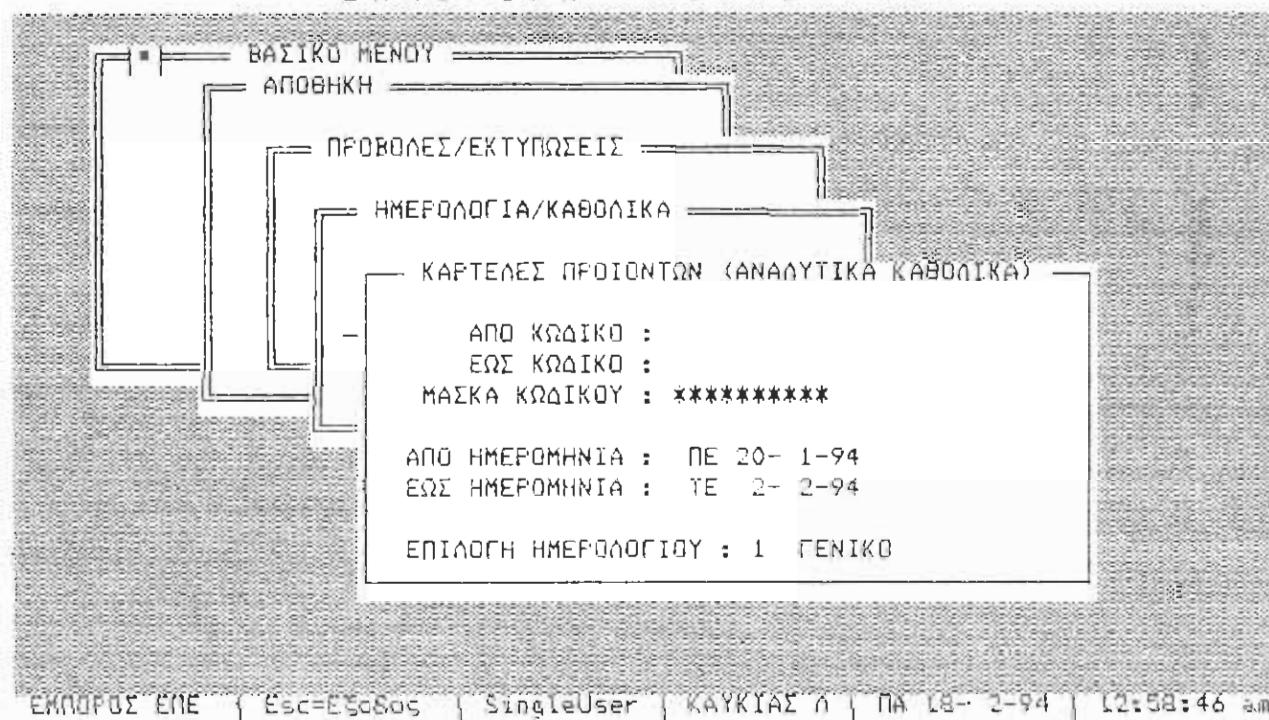 ΒΑΣΙΚΟ ΜΕΝΟΥ
ΑΠΟΘΗΚΗ
ΠΡΟΒΟΛΕΣ/ΕΚΤΥΠΩΣΕΙΣ
ΗΜΕΡΟΛΟΓΙΑ/ΚΑΘΟΛΙΚΑ
ΚΑΡΤΕΛΕΣ ΠΡΟΙΟΝΤΩΝ (ΑΝΑΛΥΤΙΚΑ ΚΑΘΟΛΙΚΑ)
ΑΠΟ ΚΩΔΙΚΟ :
ΕΩΣ ΚΩΔΙΚΟ :
ΜΑΣΚΑ ΚΩΔΙΚΟΥ : **********
ΑΠΟ ΗΜΕΡΟΜΗΝΙΑ : ΠΕ 20- 1-94
ΕΩΣ ΗΜΕΡΟΜΗΝΙΑ : ΤΕ 2- 2-94
ΕΠΙΛΟΓΗ ΗΜΕΡΟΛΟΓΙΟΥ : 1 ΓΕΝΙΚΟ
ΕΜΠΟΡΟΣ ΕΠΕ | Esc=Εξοδος | SingleUser | ΚΑΥΚΙΑΣ Λ | ΠΑ 18- 2-94 | 12:58:46 am